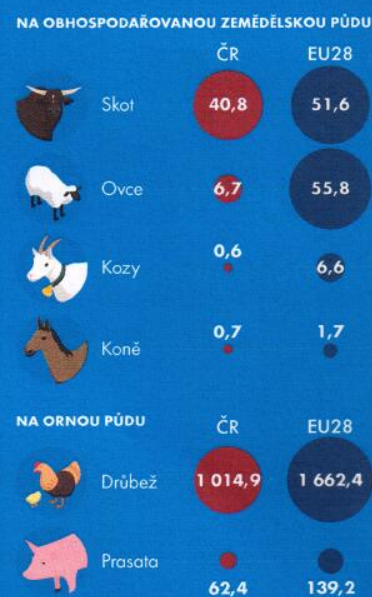 NA OBHOSPODAŘOVANOU ZEMĚDĚLSKOU PŮDU
ČR EU28
Skot 40,8 51,6
Ovce 6,7 55,8
Kozy 0,6 6,6
Koně 0,7 1,7
NA ORNOU PŮDU ČR EU28
Drůbež 1 014,9 1 662,4
Prasata 62,4 139,2